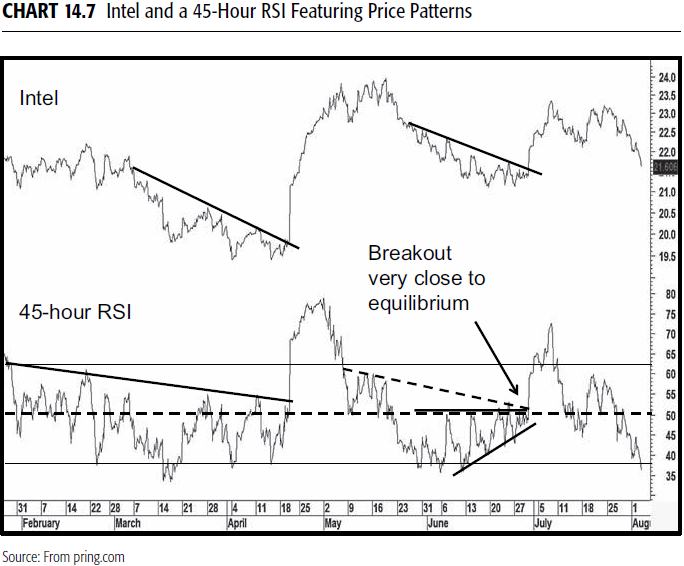 CHART 14.7 Intel and a 45-Hour RSI Featuring Price Patterns
Intel
24.0
23.5
23.0
22.5
22.0
21.606
21.5
21.0
20.5
20.0
19.5
Breakout
very close to
equilibrium
45-hour RSI
80
75
70
65
60
55
50
45
40
35
31 7 14 22 28 7 14 21 28 4 11 18 25 2 9 16 23 31 6 13 20 27 5 11 18 25 1
February March April May June July Aug
Source: From pring.com